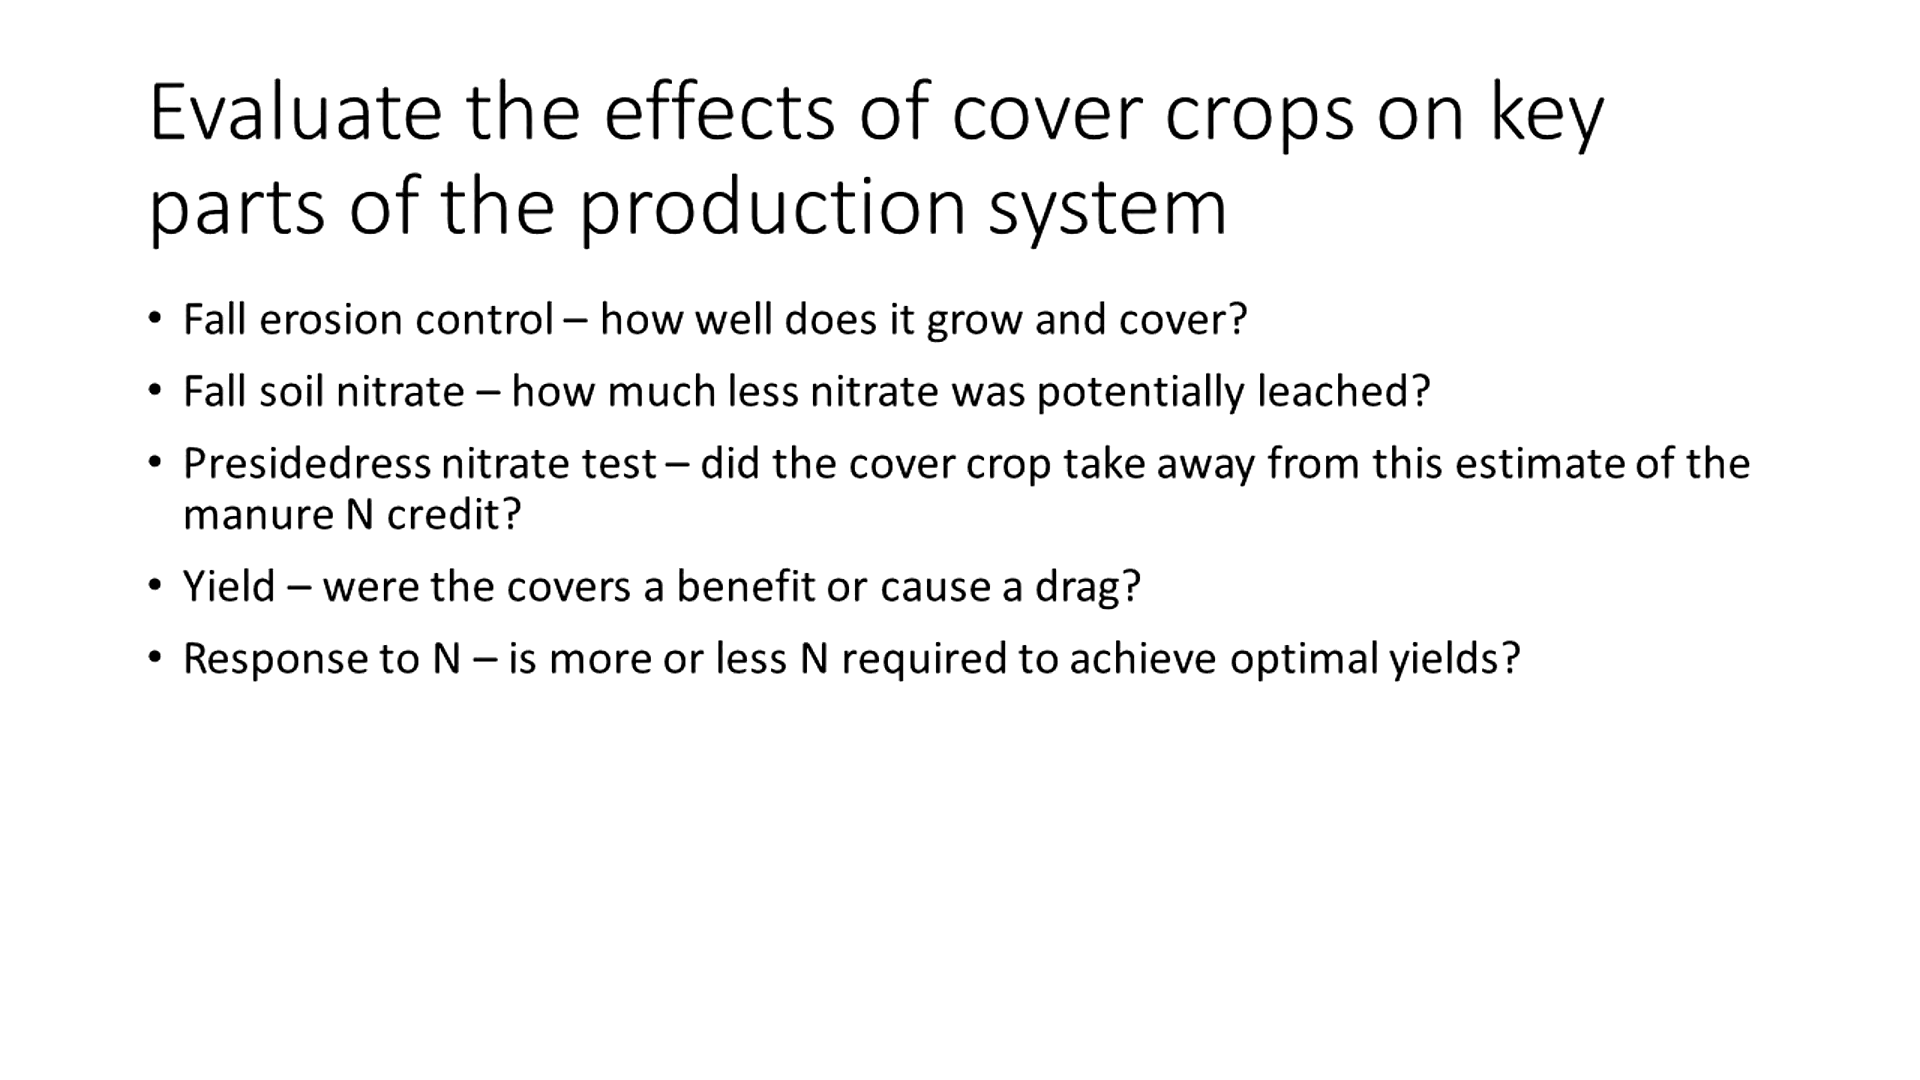 Evaluate the effects of cover crops on key
parts of the production system
• Fall erosion control – how well does it grow and cover?
• Fall soil nitrate – how much less nitrate was potentially leached?
• Presidedress nitrate test – did the cover crop take away from this estimate of the
manure N credit?
• Yield – were the covers a benefit or cause a drag?
• Response to N – is more or less N required to achieve optimal yields?